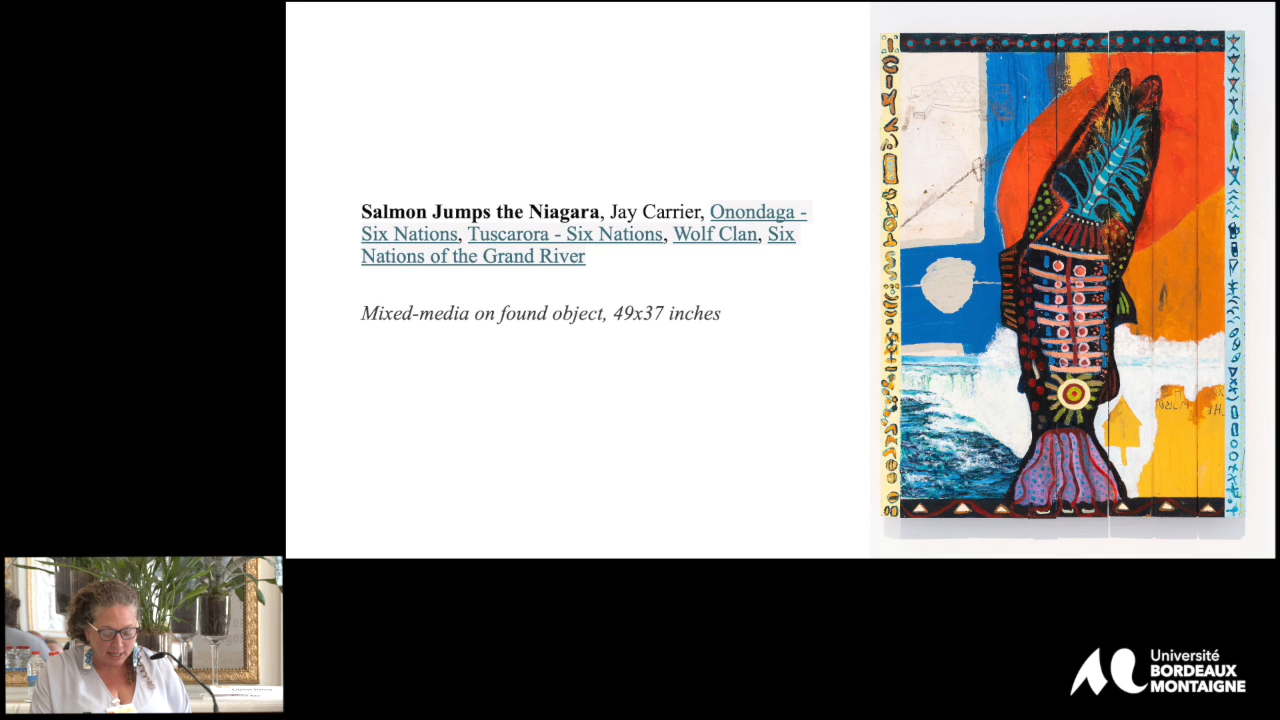 Salmon Jumps the Niagara, Jay Carrier, Onondaga -
Six Nations, Tuscarora - Six Nations, Wolf Clan, Six
Nations of the Grand River
Mixed-media on found object, 49x37 inches
Université
BORDEAUX
MONTAIGNE